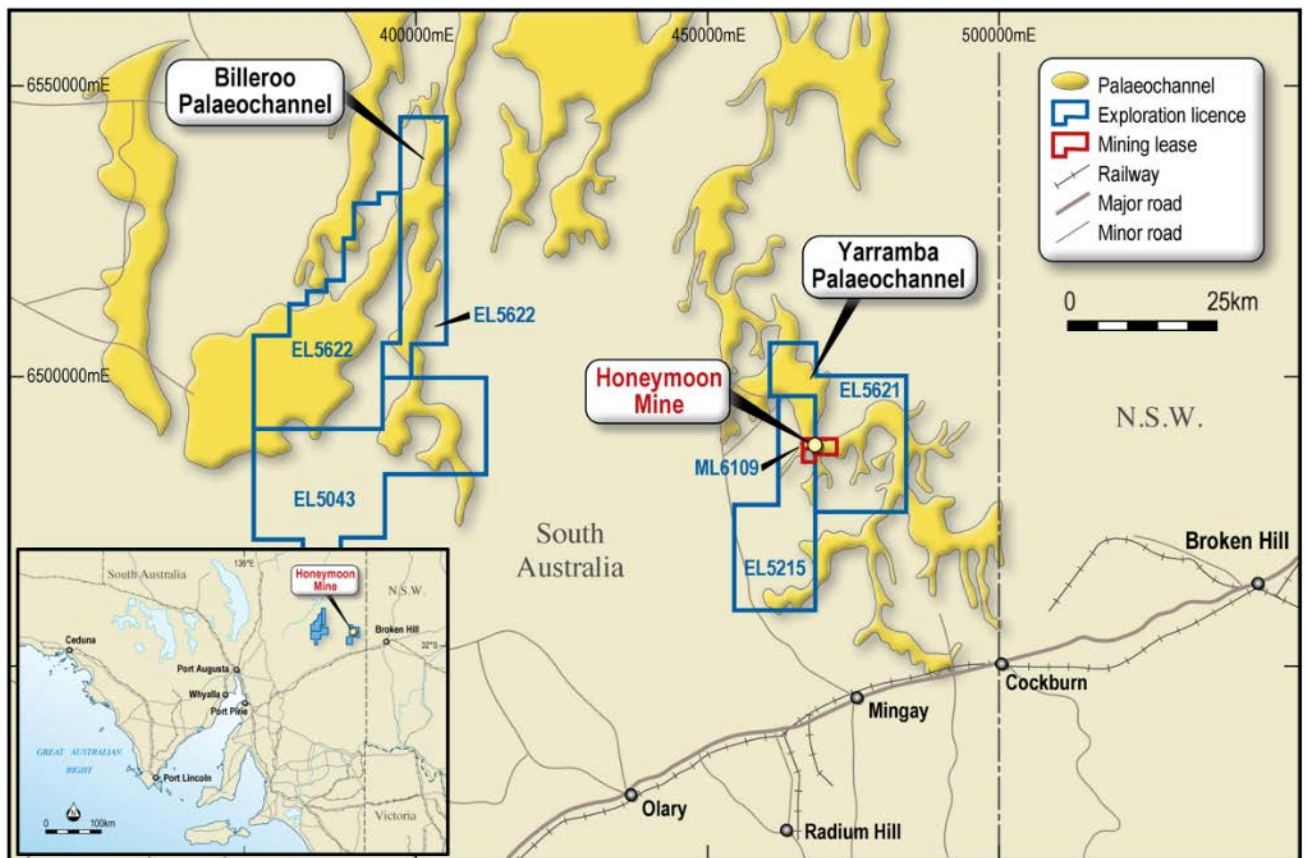 400000mE
450000mE
500000mE
6550000mE
6500000mE
Billeroo
Palaeochannel
Palaeochannel
Exploration licence
Mining lease
Railway
Major road
Minor road
0
25km
Yarramba
Palaeochannel
EL5622
EL5622
Honeymoon
Mine
EL5621
N.S.W.
ML6109
EL5043
South
Australia
EL5215
Broken Hill
Cockburn
Mingay
Olary
Radium Hill
South Australia
138°E
Honeymoon
Mine
N.S.W.
Broken Hill
32°S
Ceduna
Port Augusta
Whyalla
Port Pirie
GREAT AUSTRALIAN
BIGHT
Port Lincoln
0
100km
Victoria